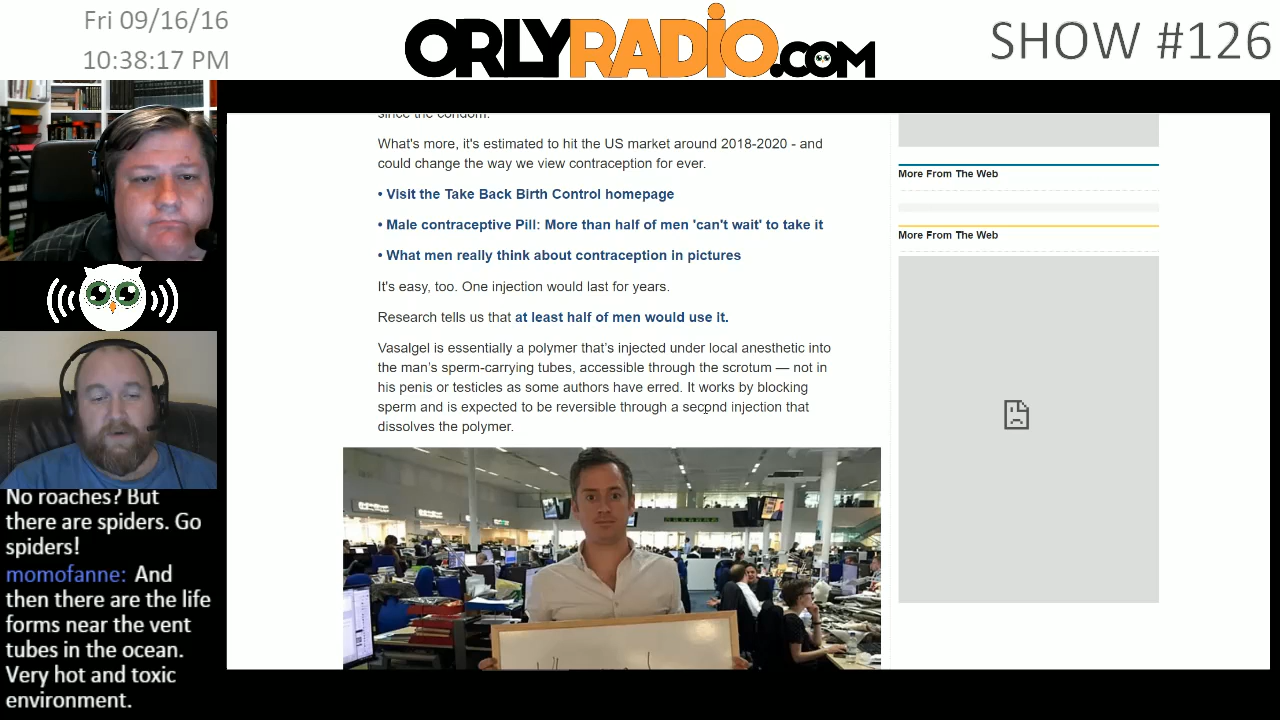 Fri 09/16/16
10:38:17 PM
ORLYRADIO.COM
SHOW #126
since the condom.
What's more, it's estimated to hit the US market around 2018-2020 - and
could change the way we view contraception for ever.
• Visit the Take Back Birth Control homepage
• Male contraceptive Pill: More than half of men 'can't wait' to take it
• What men really think about contraception in pictures
It's easy, too. One injection would last for years.
Research tells us that at least half of men would use it.
Vasalgel is essentially a polymer that’s injected under local anesthetic into
the man’s sperm-carrying tubes, accessible through the scrotum — not in
his penis or testicles as some authors have erred. It works by blocking
sperm and is expected to be reversible through a second injection that
dissolves the polymer.
More From The Web
More From The Web
No roaches? But
there are spiders. Go
spiders!
momofanne: And
then there are the life
forms near the vent
tubes in the ocean.
Very hot and toxic
environment.